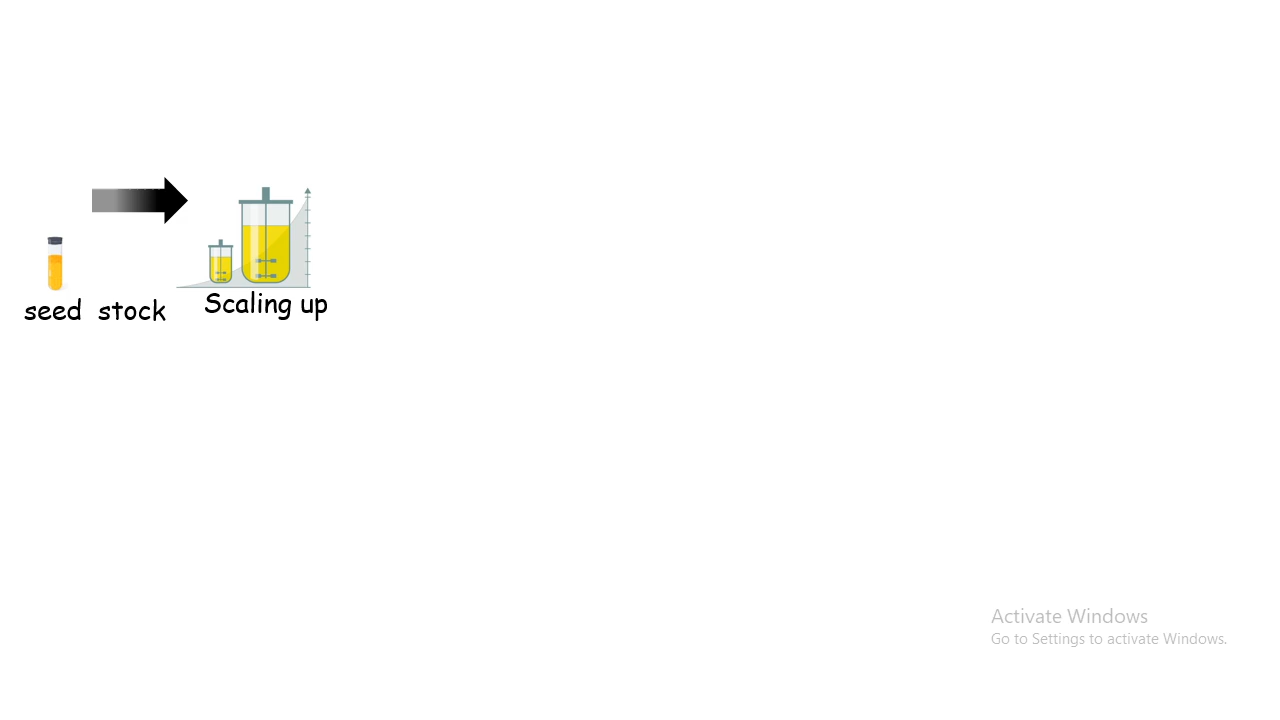 seed stock
Scaling up
Activate Windows
Go to Settings to activate Windows.